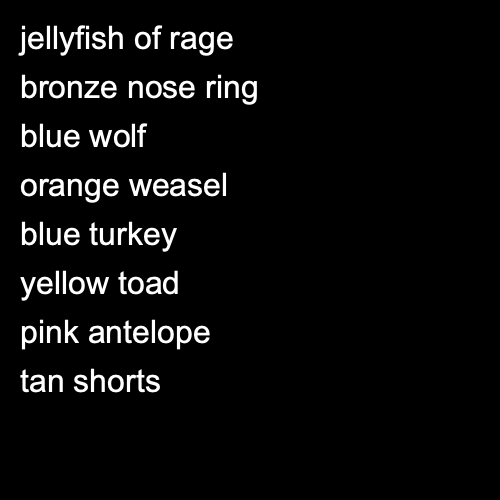 jellyfish of rage
bronze nose ring
blue wolf
orange weasel
blue turkey
yellow toad
pink antelope
tan shorts